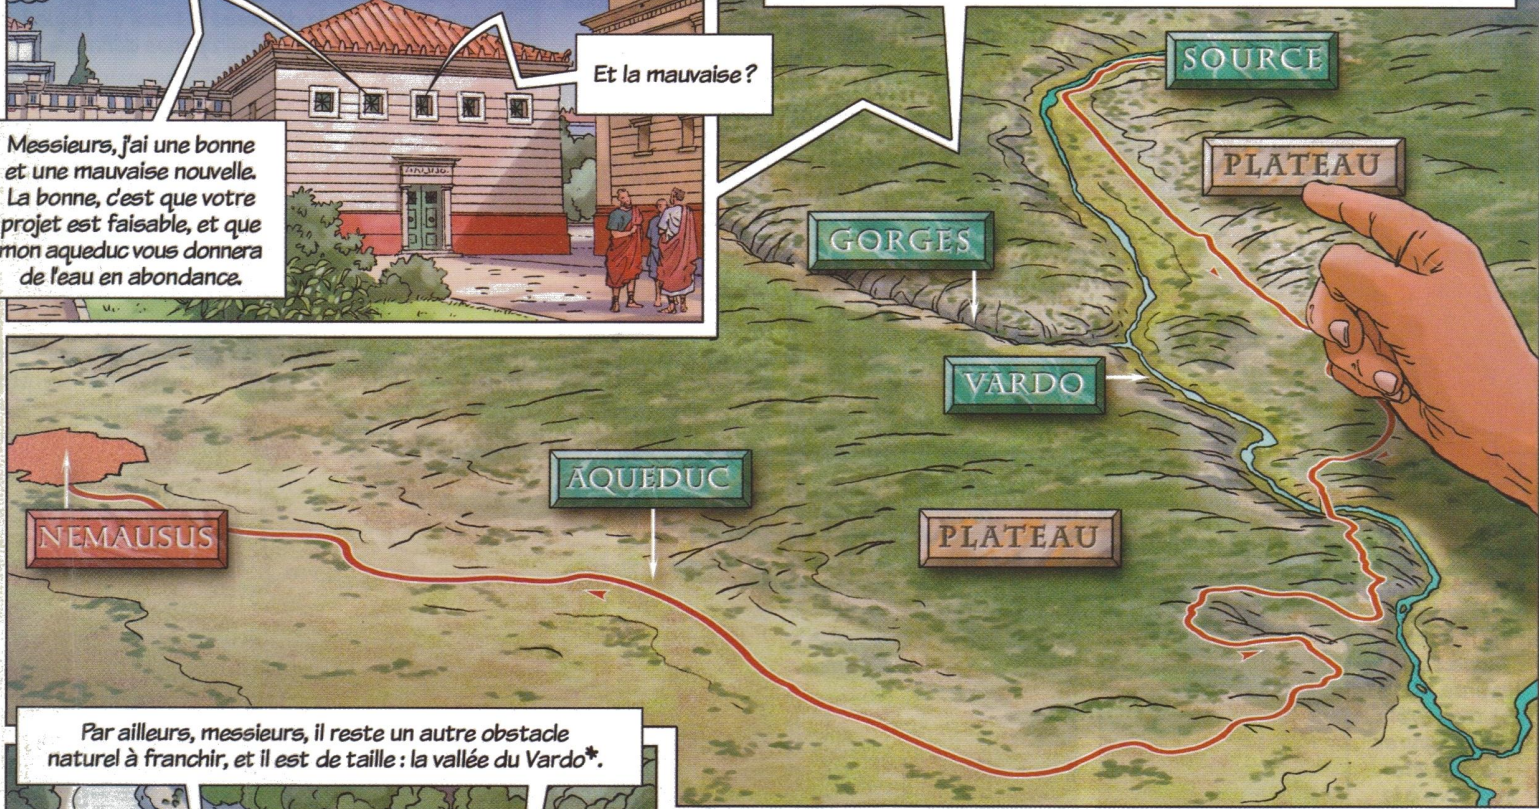 Et la mauvaise ?
Messieurs, j'ai une bonne
et une mauvaise nouvelle.
La bonne, c'est que votre
projet est faisable, et que
mon aqueduc vous donnera
de l'eau en abondance.
SOURCE
PLATEAU
GORGES
VARDO
AQUEDUC
NEMAUSUS
PLATEAU
Par ailleurs, messieurs, il reste un autre obstacle
naturel à franchir, et il est de taille : la vallée du Vardo*.